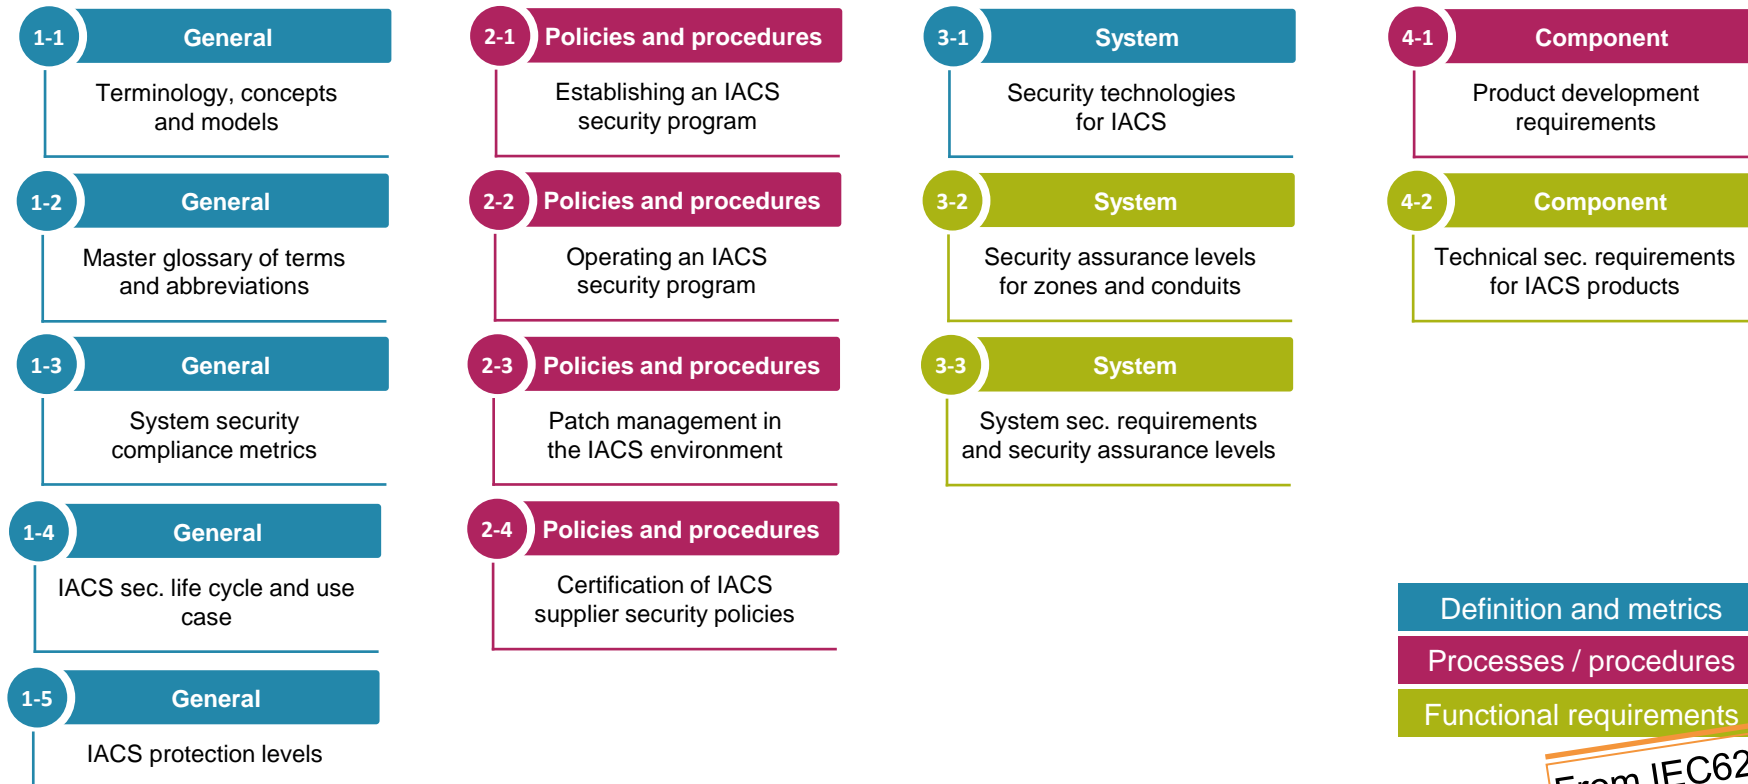 1-1
General
Terminology, concepts
and models
1-2
General
Master glossary of terms
and abbreviations
1-3
General
System security
compliance metrics
1-4
General
IACS sec. life cycle and use
case
1-5
General
IACS protection levels
2-1
Policies and procedures
Establishing an IACS
security program
2-2
Policies and procedures
Operating an IACS
security program
2-3
Policies and procedures
Patch management in
the IACS environment
2-4
Policies and procedures
Certification of IACS
supplier security policies
3-1
System
Security technologies
for IACS
3-2
System
Security assurance levels
for zones and conduits
3-3
System
System sec. requirements
and security assurance levels
4-1
Component
Product development
requirements
4-2
Component
Technical sec. requirements
for IACS products
Definition and metrics
Processes / procedures
Functional requirements
From IEC62